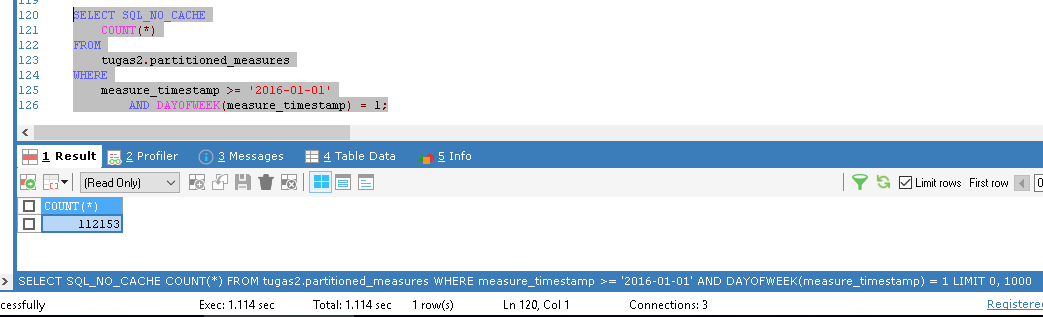 120 SELECT SQL_NO_CACHE
121 COUNT(*)
122 FROM
123 tugas2.partitioned_measures
124 WHERE
125 measure_timestamp >= '2016-01-01'
126 AND DAYOFWEEK(measure_timestamp) = 1;
1 Result 2 Profiler 3 Messages 4 Table Data 5 Info
(Read Only) Limit rows First row 0
COUNT(*)
112153
SELECT SQL_NO_CACHE COUNT(*) FROM tugas2.partitioned_measures WHERE measure_timestamp >= '2016-01-01' AND DAYOFWEEK(measure_timestamp) = 1 LIMIT 0, 1000
cessfully Exec: 1.114 sec Total: 1.114 sec 1 row(s) Ln 120, Col 1 Connections: 3 Registered